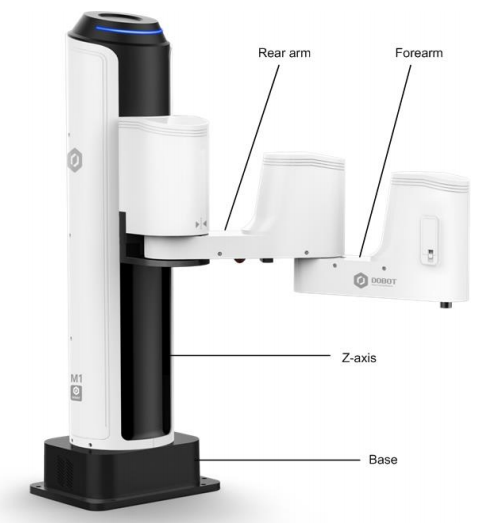 Rear arm
Forearm
DOBOT
Z-axis
M1
Base